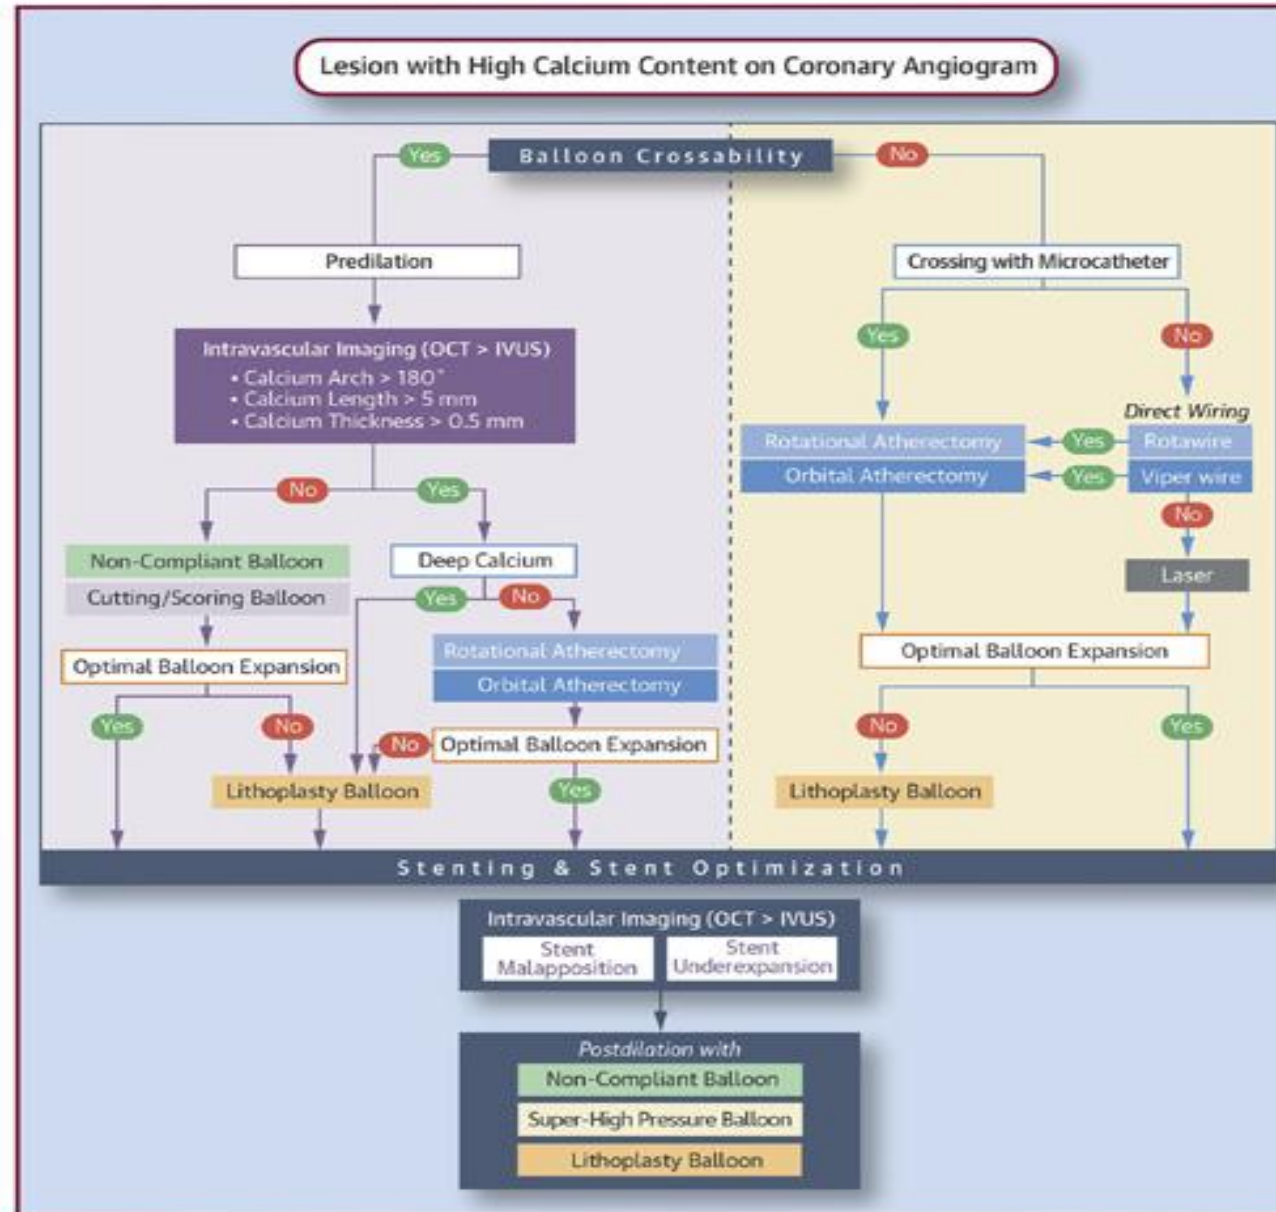 Lesion with High Calcium Content on Coronary Angiogram
Yes
Balloon Crossability
No
Predilation
Crossing with Microcatheter
Intravascular Imaging (OCT > IVUS)
• Calcium Arch > 180°
• Calcium Length > 5 mm
• Calcium Thickness > 0.5 mm
Yes
No
Direct Wiring
Rotational Atherectomy
Yes
Rotawire
Orbital Atherectomy
Yes
Viper wire
No
Yes
No
Non-Compliant Balloon
Cutting/Scoring Balloon
Deep Calcium
Laser
Yes
No
Optimal Balloon Expansion
Rotational Atherectomy
Orbital Atherectomy
Optimal Balloon Expansion
Yes
No
No
Optimal Balloon Expansion
No
Yes
Lithoplasty Balloon
Yes
Lithoplasty Balloon
Stenting & Stent Optimization
Intravascular Imaging (OCT > IVUS)
Stent
Malapposition
Stent
Underexpansion
Postdilation with
Non-Compliant Balloon
Super-High Pressure Balloon
Lithoplasty Balloon